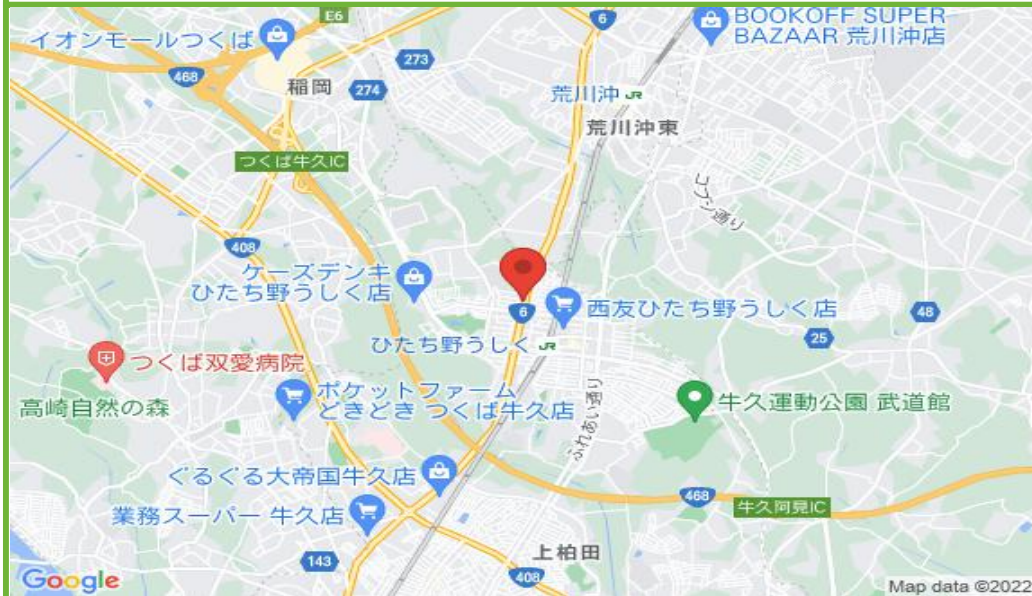 E6
6
BOOKOFF SUPER
BAZAAR 荒川沖店
イオンモールつくば
468
273
稲岡
274
荒川沖 JR
荒川沖東
つくば牛久IC
コブシ通り
408
ケーズデンキ
ひたち野うしく店
6
西友ひたち野うしく店
48
25
ひたち野うしく JR
つくば双愛病院
高崎自然の森
ポケットファーム
どきどき つくば牛久店
牛久運動公園 武道館
ふれあい通り
ぐるぐる大帝国牛久店
468
牛久阿見IC
業務スーパー 牛久店
143
上柏田
408
Google
Map data ©2022